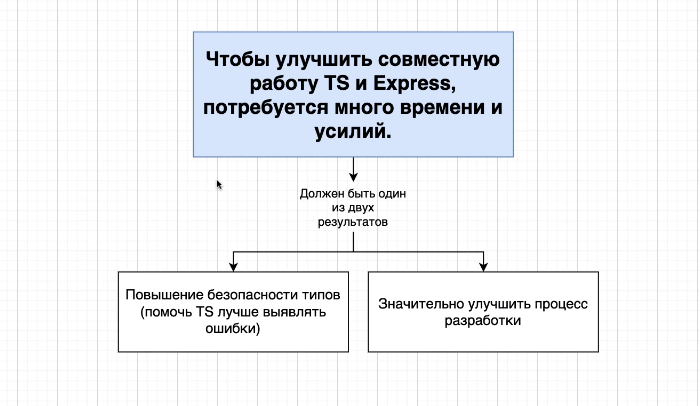 Чтобы улучшить совместную
работу TS и Express,
потребуется много времени и
усилий.
Должен быть один
из двух
результатов
Повышение безопасности типов
(помочь TS лучше выявлять
ошибки)
Значительно улучшить процесс
разработки